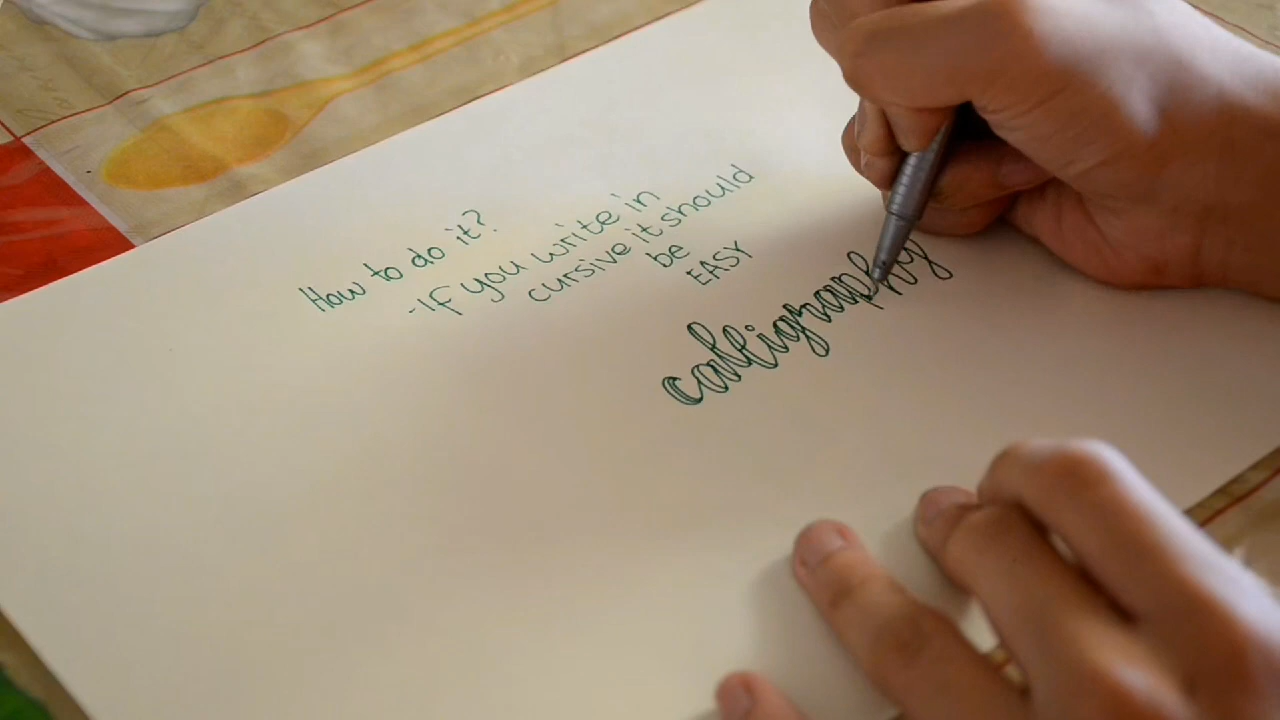 How to do it?
-If you write in
cursive it should
be
EASY
calligraphy